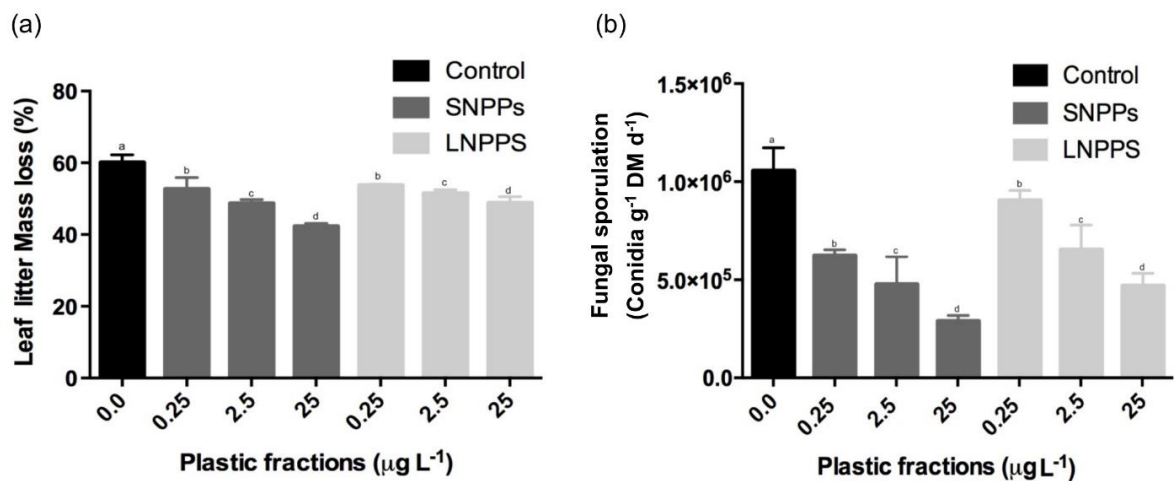 (a)
Control
SNPPs
LNPPS
80
60
40
20
0
a
b
c
d
b
c
d
0.0
0.25
2.5
25
0.25
2.5
25
Leaf litter Mass loss (%)
Plastic fractions (μg L⁻¹)
(b)
Control
SNPPs
LNPPS
1.5×10⁶
1.0×10⁶
5.0×10⁵
0.0
a
b
c
d
b
c
d
0.0
0.25
2.5
25
0.25
2.5
25
Fungal sporulation
(Conidia g⁻¹ DM d⁻¹)
Plastic fractions (μg L⁻¹)